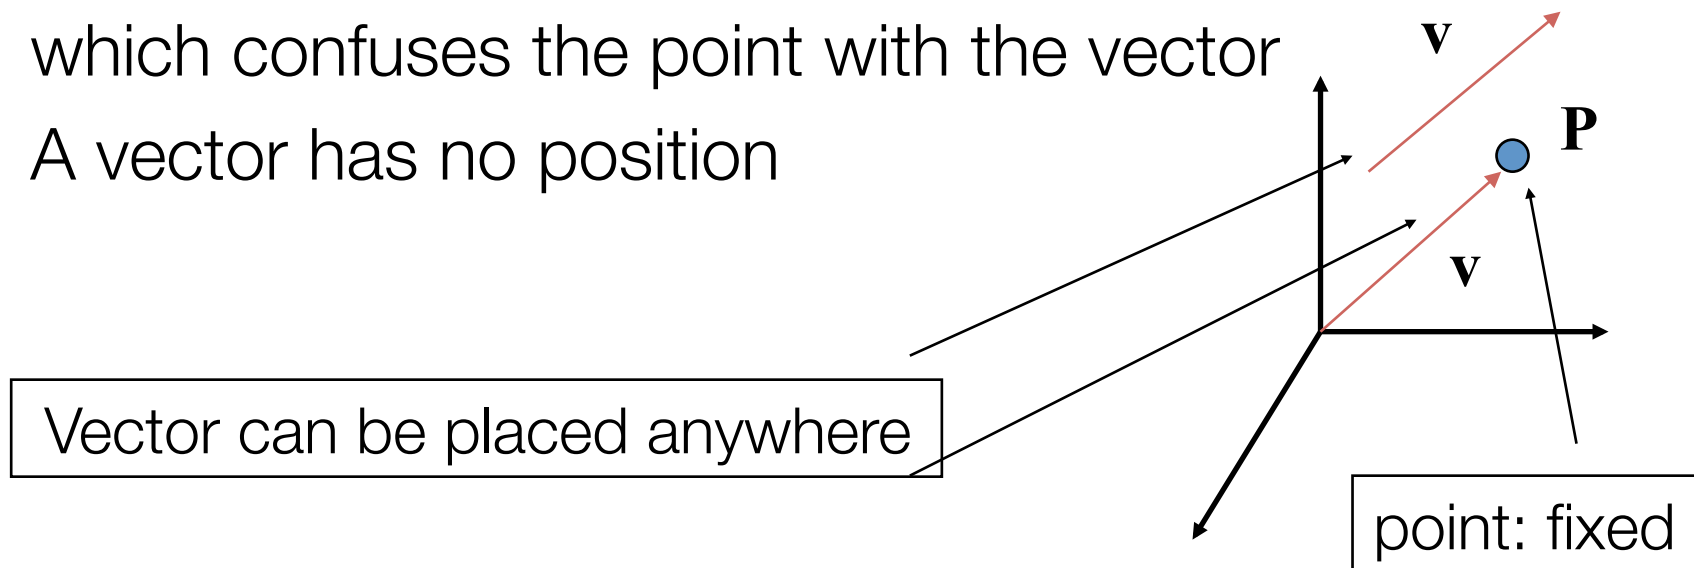 which confuses the point with the vector
v
P
A vector has no position
v
Vector can be placed anywhere
point: fixed